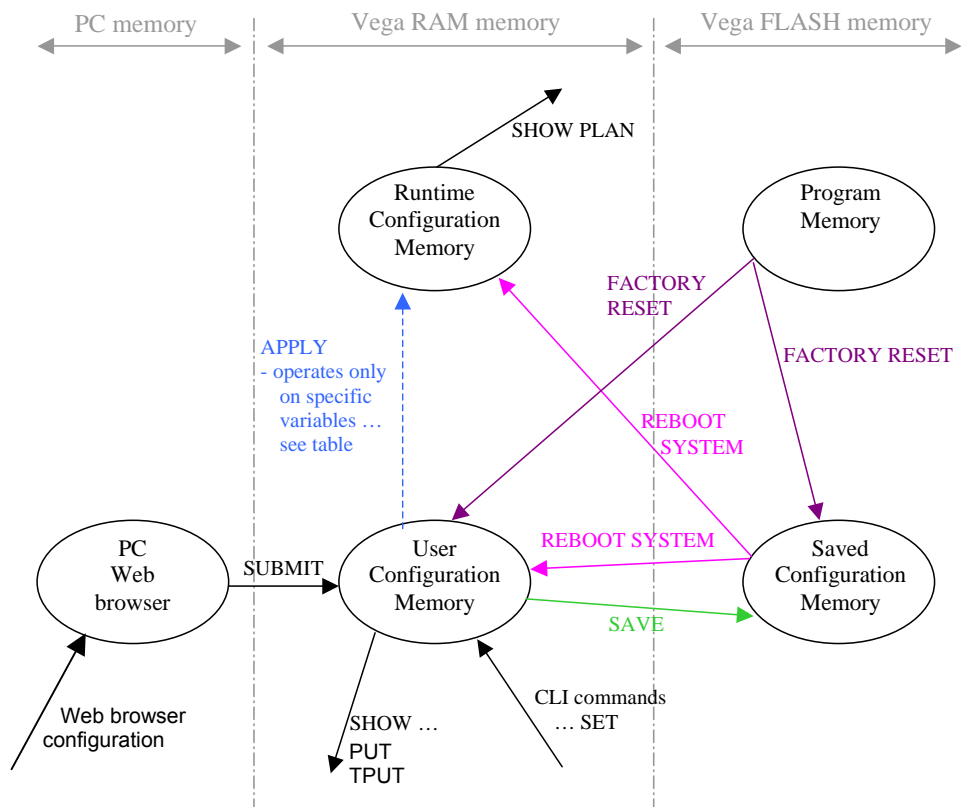 PC memory
Vega RAM memory
Vega FLASH memory
SHOW PLAN
Runtime
Configuration
Memory
Program
Memory
FACTORY
RESET
APPLY
- operates only
on specific
variables …
see table
FACTORY RESET
REBOOT
SYSTEM
PC
Web
browser
SUBMIT
User
Configuration
Memory
REBOOT SYSTEM
Saved
Configuration
Memory
SAVE
Web browser
configuration
SHOW …
PUT
TPUT
CLI commands
… SET